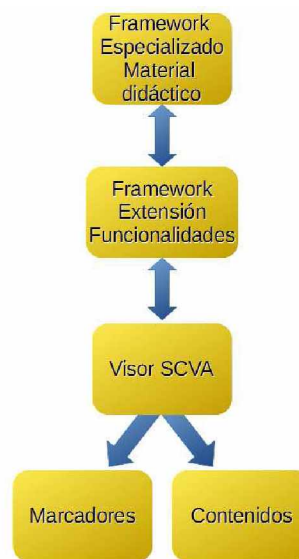 Framework
Especializado
Material
didáctico
Framework
Extensión
Funcionalidades
Visor SCVA
Marcadores
Contenidos